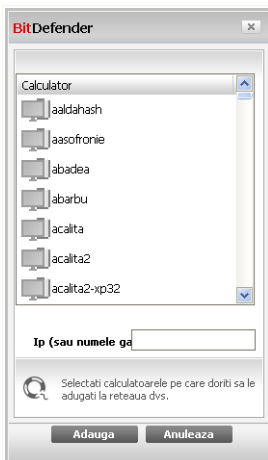 BitDefender
Calculator
aaldahash
aasofronie
abadea
abarbu
acalita
acalita2
acalita2-xp32
Ip (sau numele ga
Selectati calculatoarele pe care doriti sa le
adugati la reteaua dvs.
Adauga Anuleaza